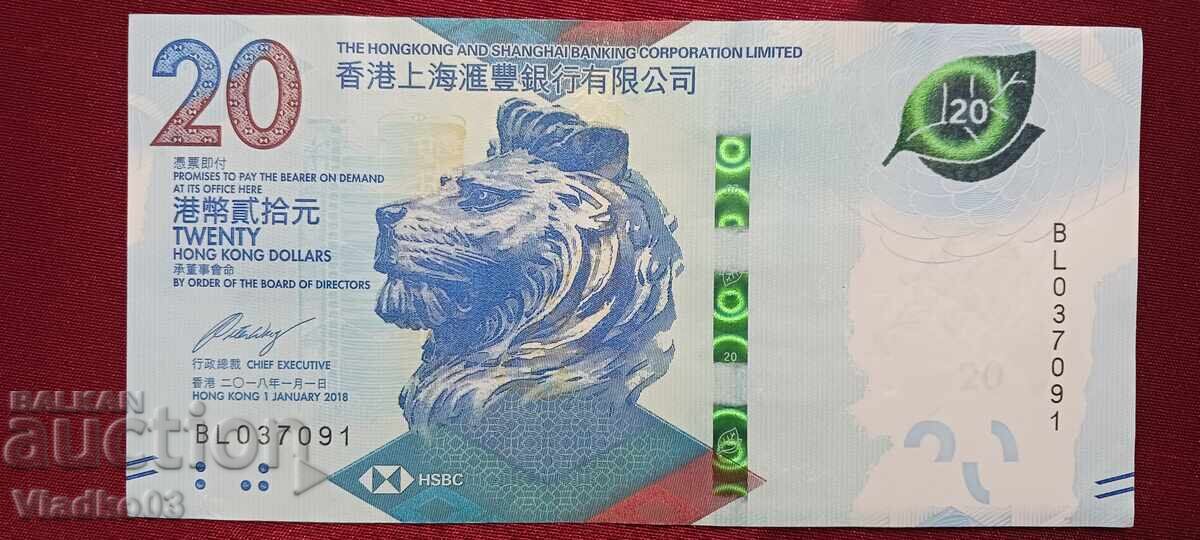 20
THE HONGKONG AND SHANGHAI BANKING CORPORATION LIMITED
香港上海滙豐銀行有限公司
憑票即付
PROMISES TO PAY THE BEARER ON DEMAND
AT ITS OFFICE HERE
港幣貳拾元
TWENTY
HONG KONG DOLLARS
承董事會命
BY ORDER OF THE BOARD OF DIRECTORS
行政總裁 CHIEF EXECUTIVE
香港 二〇一八年一月一日
HONG KONG 1 JANUARY 2018
BL037091
HSBC
20
20
BL037091
20
20
BALKAN
auction
Vladko03